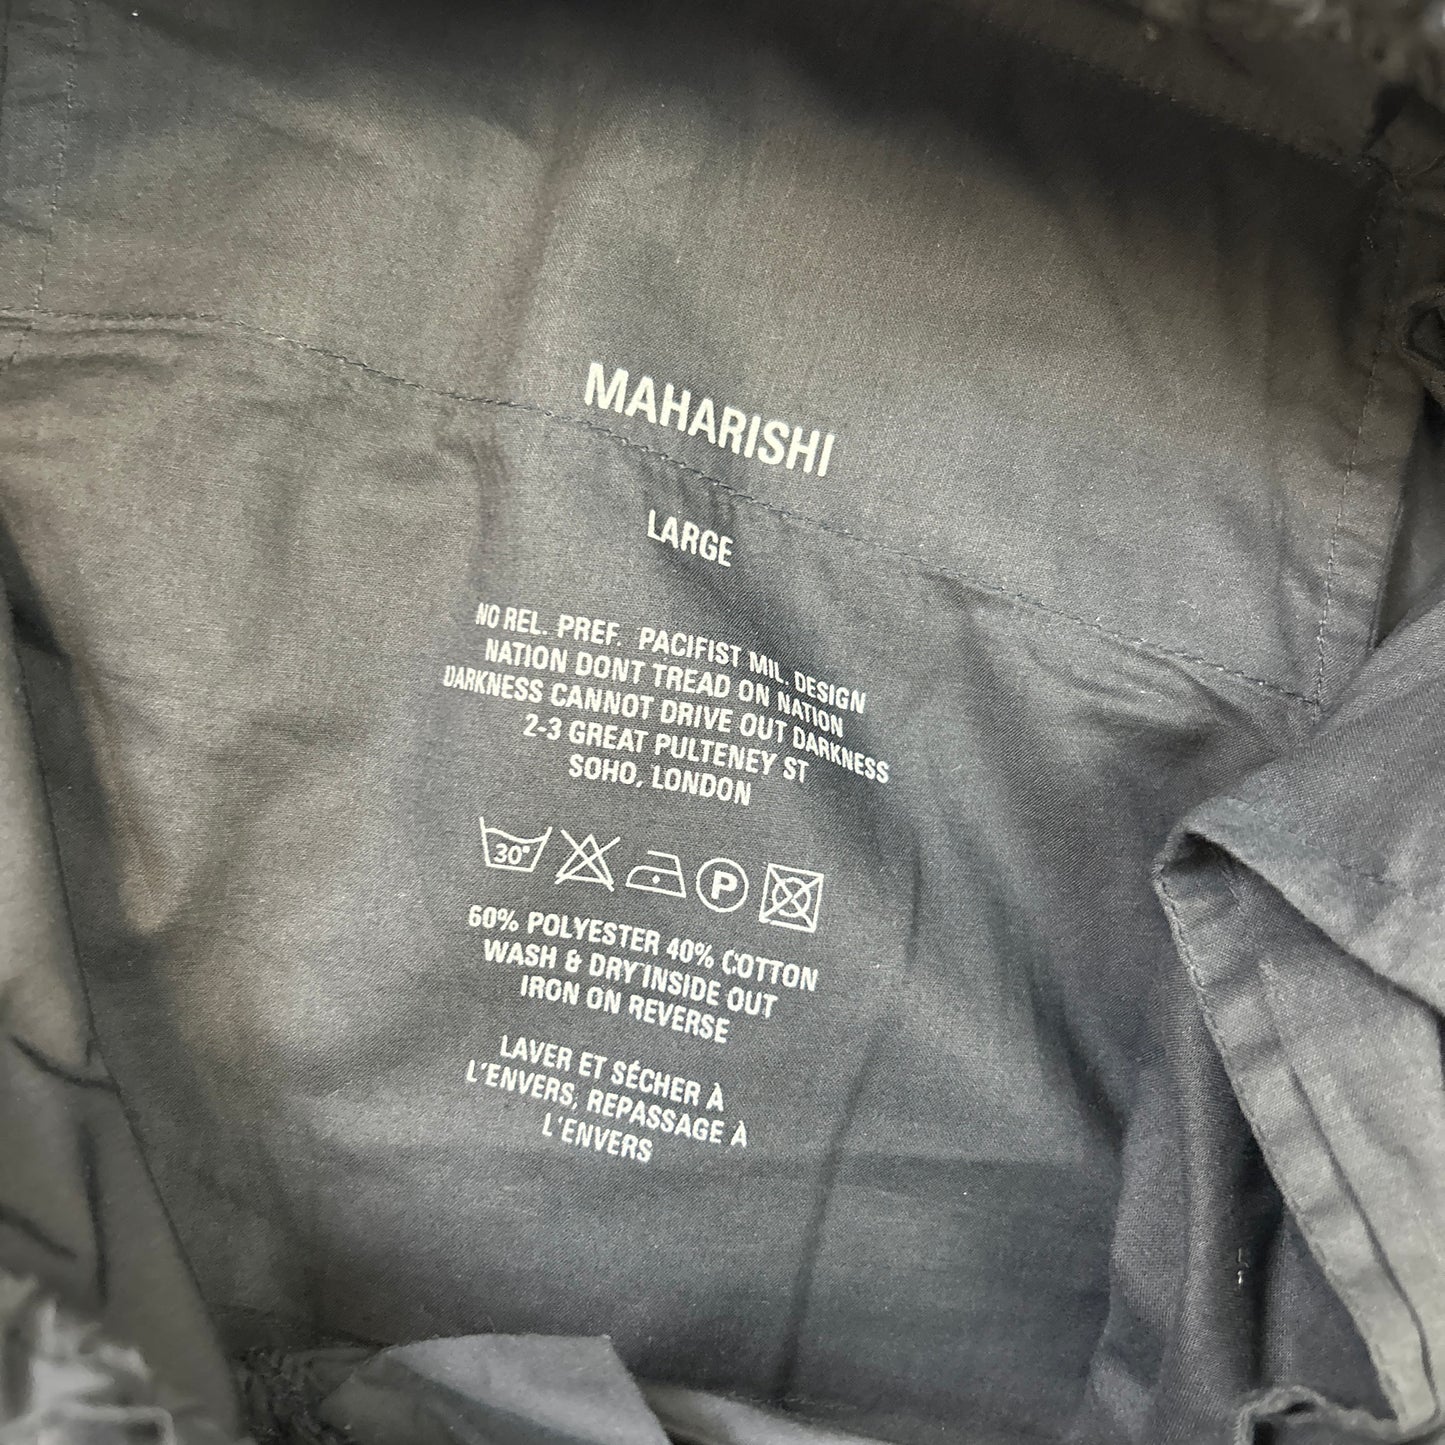 MAHARISHI
LARGE
NO REL. PREF. PACIFIST MIL. DESIGN
NATION DONT TREAD ON NATION
DARKNESS CANNOT DRIVE OUT DARKNESS
2-3 GREAT PULTENEY ST
SOHO, LONDON
30° P
60% POLYESTER 40% COTTON
WASH & DRY INSIDE OUT
IRON ON REVERSE
LAVER ET SÉCHER À
L'ENVERS, REPASSAGE À
L'ENVERS